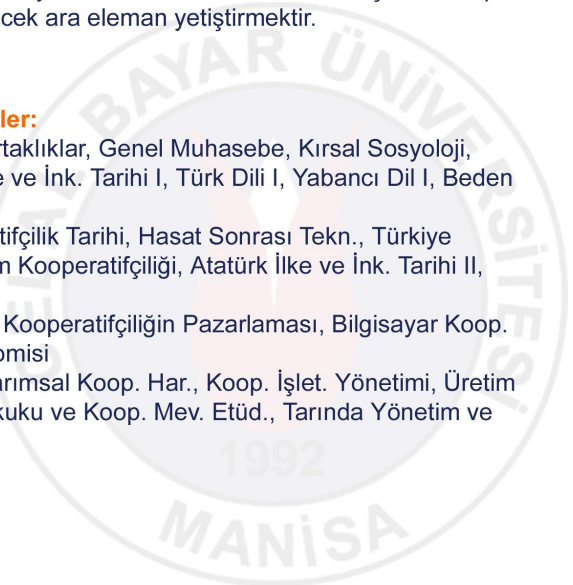 cek ara eleman yetiştirmektir.
ler:
rtaklıklar, Genel Muhasebe, Kırsal Sosyoloji,
e ve İnk. Tarihi I, Türk Dili I, Yabancı Dil I, Beden
tifçilik Tarihi, Hasat Sonrası Tekn., Türkiye
m Kooperatifçiliği, Atatürk İlke ve İnk. Tarihi II,
Kooperatifçiliğin Pazarlaması, Bilgisayar Koop.
omisi
arımsal Koop. Har., Koop. İşlet. Yönetimi, Üretim
kuku ve Koop. Mev. Etüd., Tarında Yönetim ve
CELAL BAYAR ÜNİVERSİTESİ
1992
MANİSA